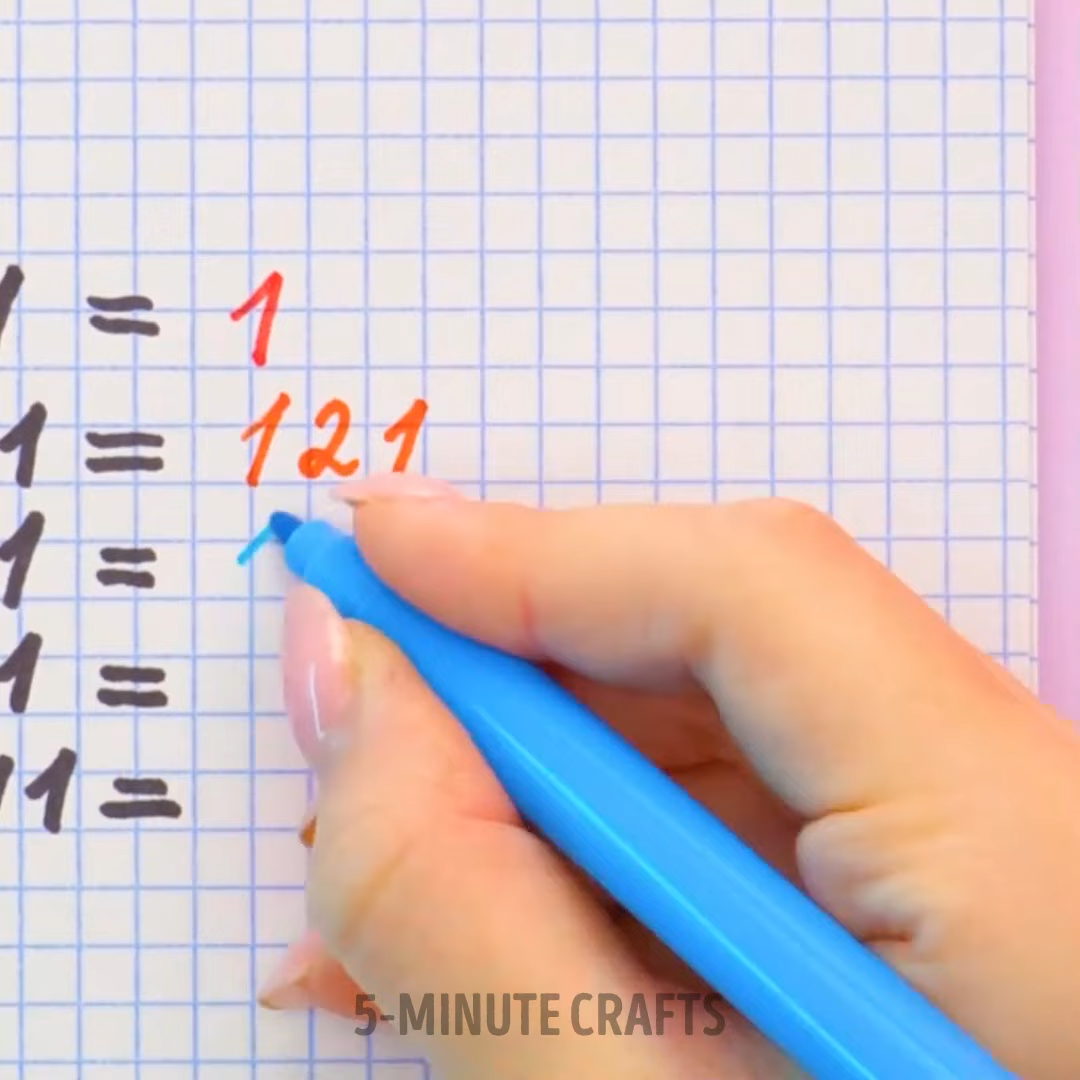 1 = 1
1 = 121
1 =
1 =
11 =
5-MINUTE CRAFTS